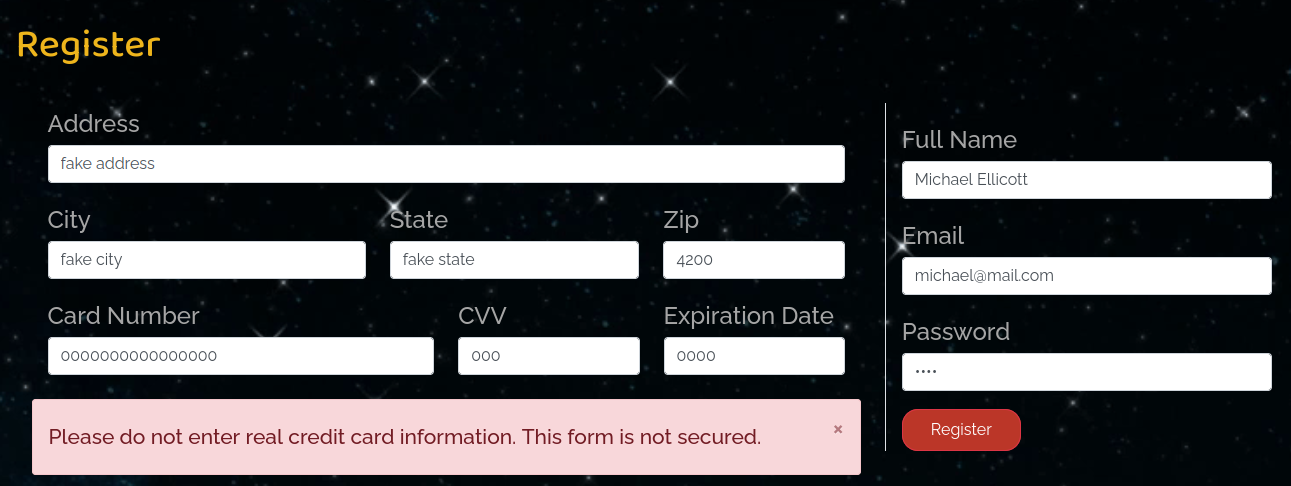 Register
Address
fake address
City State Zip
fake city fake state 4200
Card Number CVV Expiration Date
0000000000000000 000 0000
Please do not enter real credit card information. This form is not secured. ×
Full Name
Michael Ellicott
Email
michael@mail.com
Password
••••
Register